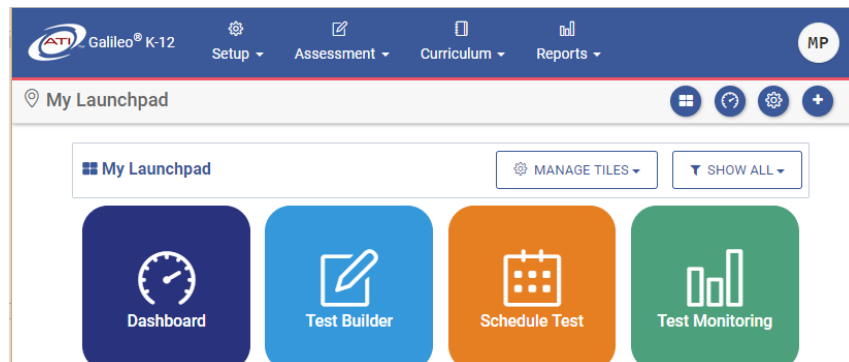 ATI Galileo® K-12
Setup
Assessment
Curriculum
Reports
MP
My Launchpad
My Launchpad
MANAGE TILES
SHOW ALL
Dashboard
Test Builder
Schedule Test
Test Monitoring